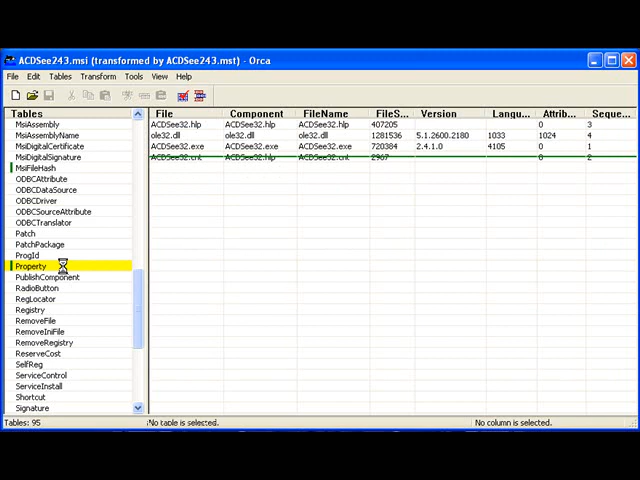 ACDSee243.msi (transformed by ACDSee243.mst) - Orca
File Edit Tables Transform Tools View Help
Tables File Component FileName FileS... Version Langu... Attrib... Seque...
MsiAssembly ACDSee32.hlp ACDSee32.hlp ACDSee32.hlp 407205 0 3
MsiAssemblyName ole32.dl ole32.dl ole32.dl 1281536 5.1.2600.2180 1033 1024 4
MsiDigitalCertificate ACDSee32.exe ACDSee32.exe ACDSee32.exe 720384 2.4.1.0 4105 0 1
MsiDigitalSignature ACDSee32.cnt ACDSee32.hlp ACDSee32.cnt 2967 0 2
MsiFileHash
ODBCAttribute
ODBCDataSource
ODBCDriver
ODBCSourceAttribute
ODBCTranslator
Patch
PatchPackage
ProgId
Property
PublishComponent
RadioButton
RegLocator
Registry
RemoveFile
RemoveIniFile
RemoveRegistry
ReserveCost
SelfReg
ServiceControl
ServiceInstall
Shortcut
Signature
Tables: 95 No table is selected. No column is selected.